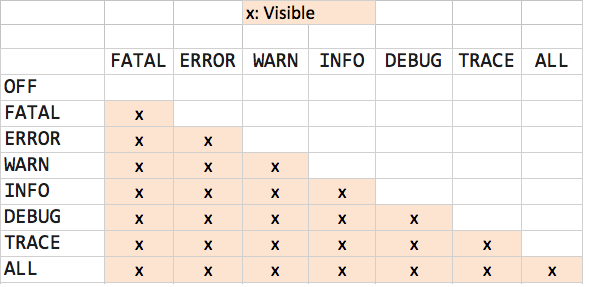 x: Visible
FATAL ERROR WARN INFO DEBUG TRACE ALL
OFF
FATAL x
ERROR x x
WARN x x x
INFO x x x x
DEBUG x x x x x
TRACE x x x x x x
ALL x x x x x x x